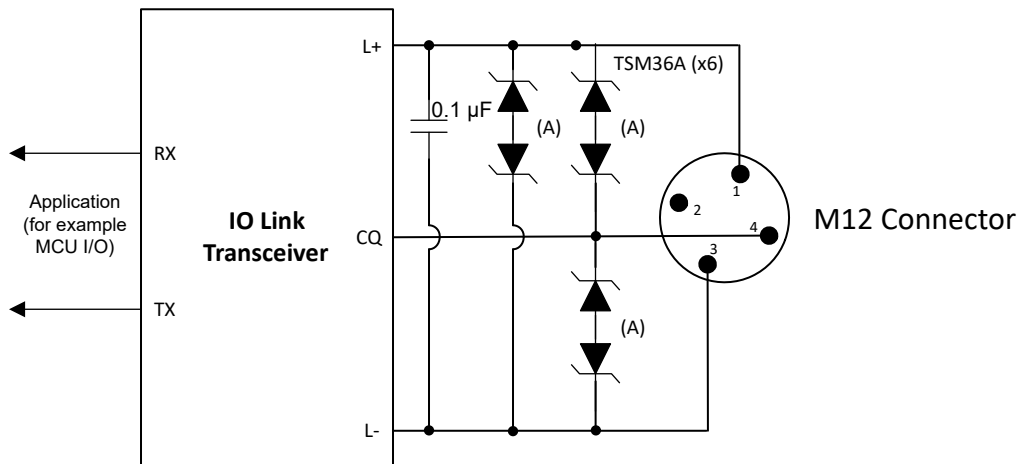 L+
TSM36A (x6)
0.1 µF
(A)
(A)
RX
1
Application
(for example
MCU I/O)
2
IO Link
Transceiver
CQ
4
M12 Connector
3
TX
(A)
L-